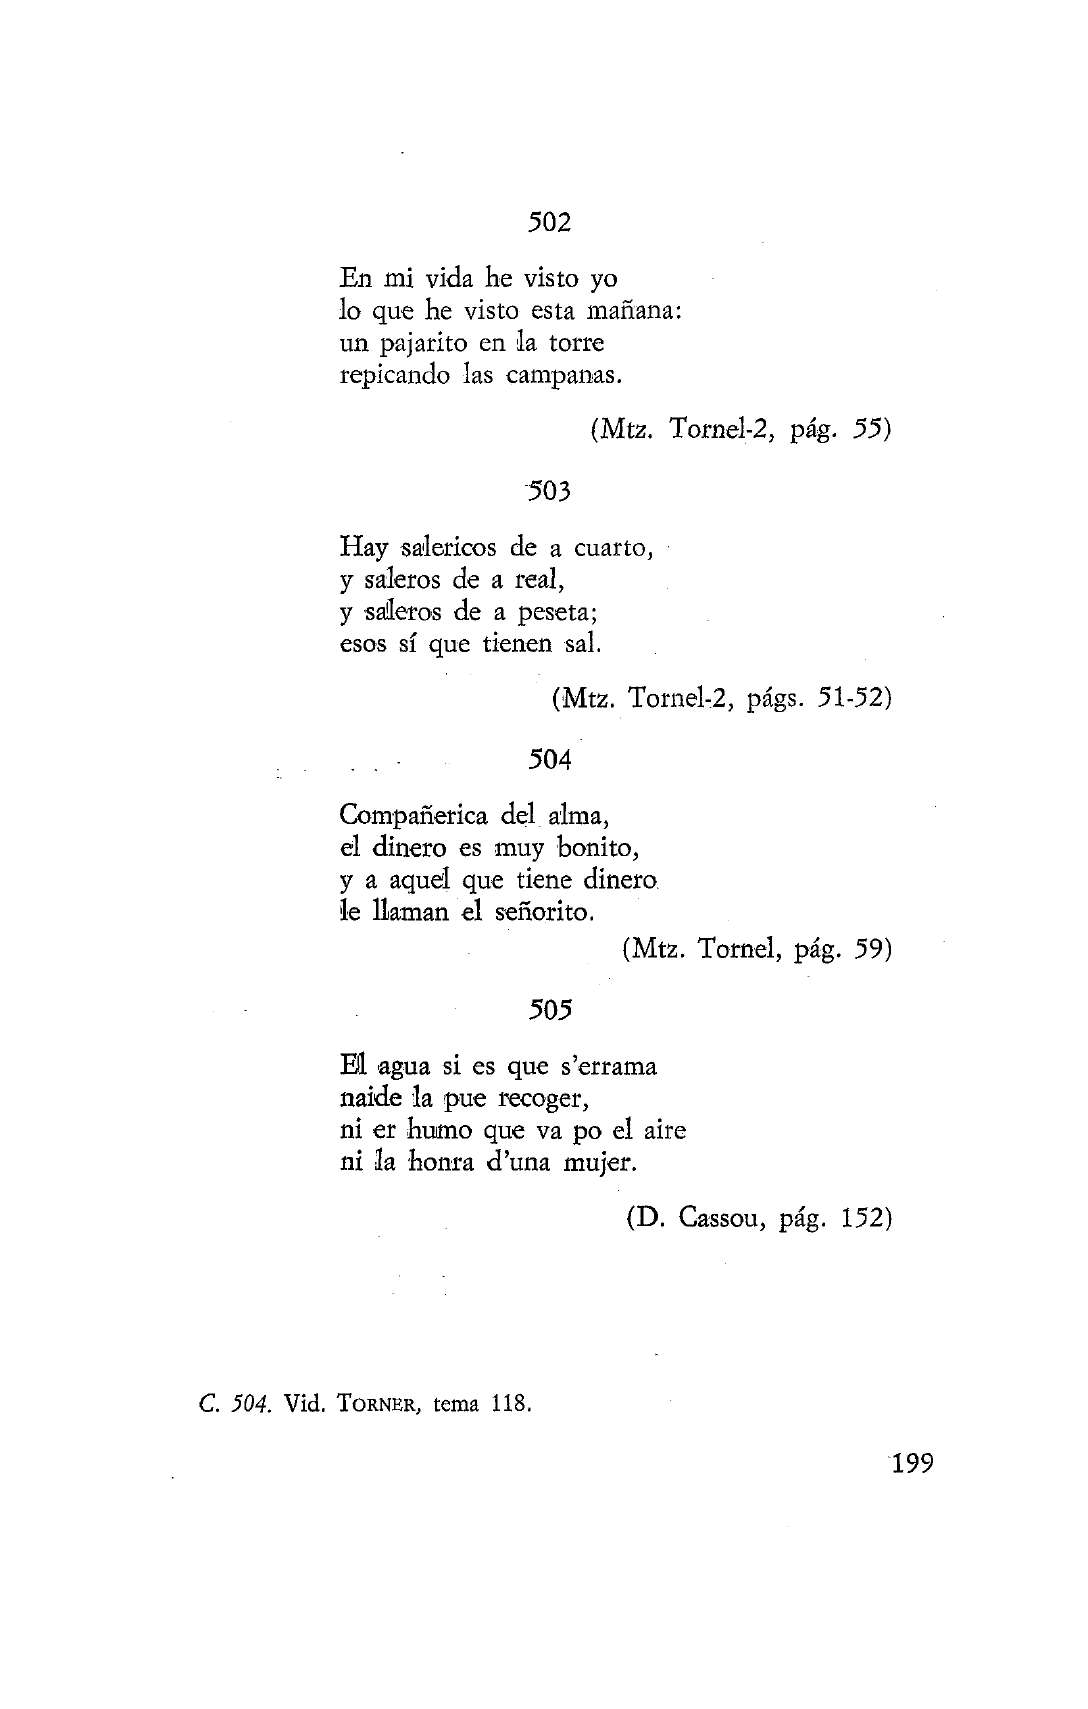 502
En mi vida he visto yo
lo que he visto esta mañana:
un pajarito en la torre
repicando las campanas.
(Mtz. Tornel-2, pág. 55)
503
Hay salericos de a cuarto,
y saleros de a real,
y saleros de a peseta;
esos sí que tienen sal.
(Mtz. Tornel-2, págs. 51-52)
504
Compañerica del alma,
el dinero es muy bonito,
y a aquel que tiene dinero
le llaman el señorito.
(Mtz. Tornel, pág. 59)
505
El agua si es que s'errama
naide la pue recoger,
ni er humo que va po el aire
ni la honra d'una mujer.
(D. Cassou, pág. 152)
C. 504. Vid. TORNER, tema 118.
199